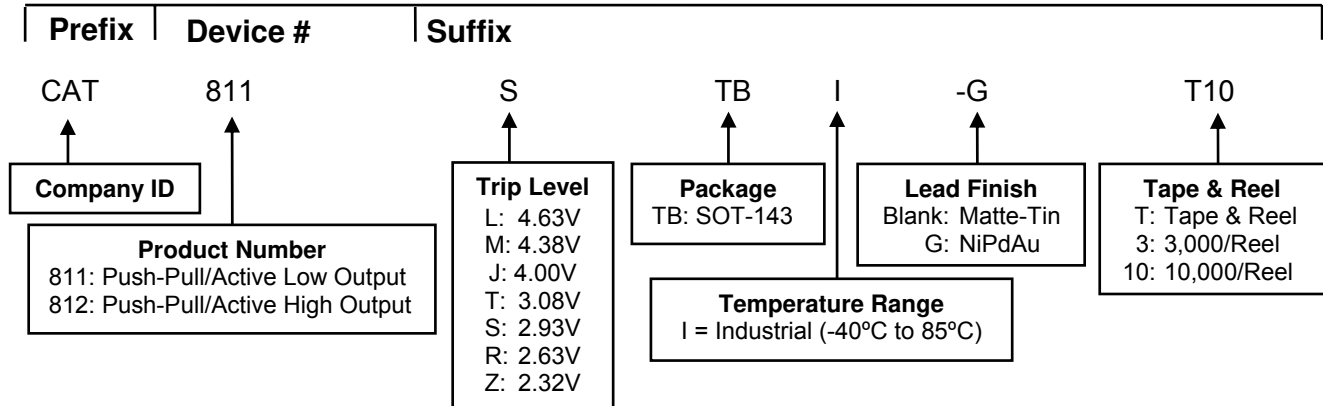 Prefix Device # Suffix
CAT 811 S TB I -G T10
Company ID
Product Number
811: Push-Pull/Active Low Output
812: Push-Pull/Active High Output
Trip Level
L: 4.63V
M: 4.38V
J: 4.00V
T: 3.08V
S: 2.93V
R: 2.63V
Z: 2.32V
Package
TB: SOT-143
Temperature Range
I = Industrial (-40ºC to 85ºC)
Lead Finish
Blank: Matte-Tin
G: NiPdAu
Tape & Reel
T: Tape & Reel
3: 3,000/Reel
10: 10,000/Reel